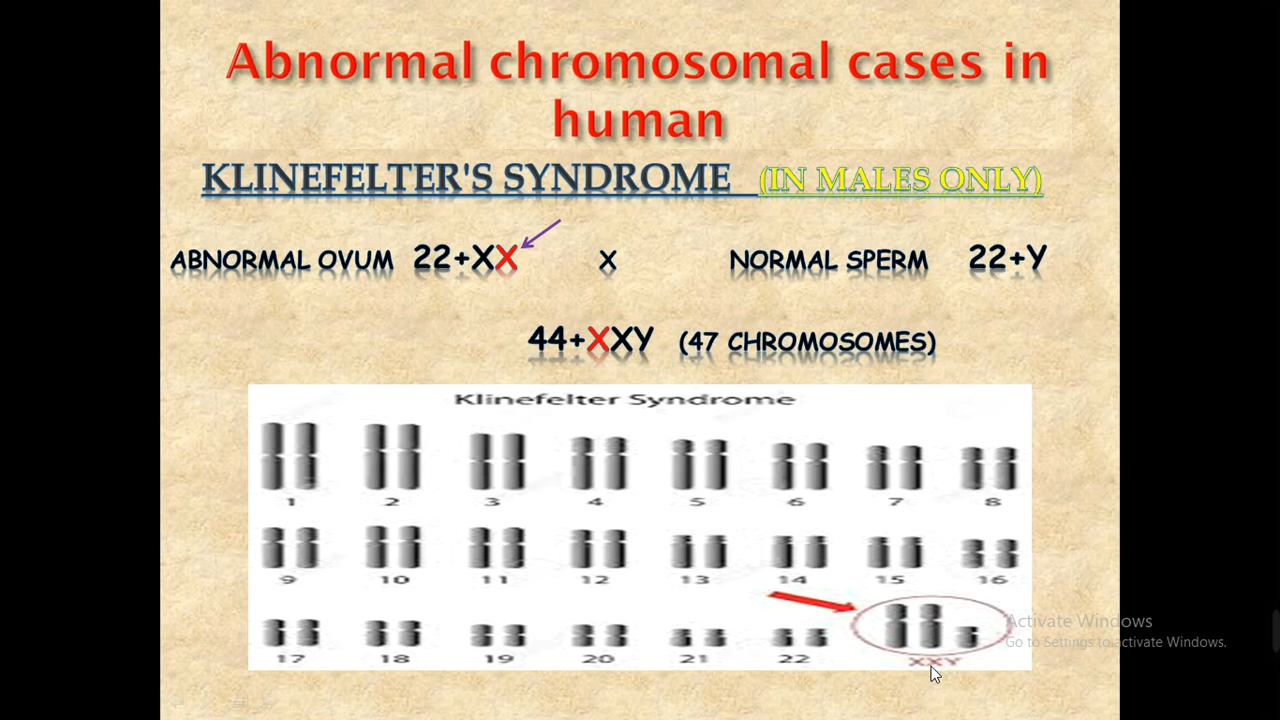 Abnormal chromosomal cases in
human
KLINEFELTER'S SYNDROME (IN MALES ONLY)
ABNORMAL OVUM 22+XX X NORMAL SPERM 22+Y
44+XXY (47 CHROMOSOMES)
Klinefelter Syndrome
1 2 3 4 5 6 7 8
9 10 11 12 13 14 15 16
Activate Windows
Go to Settings to activate Windows.
17 18 19 20 21 22 XXY